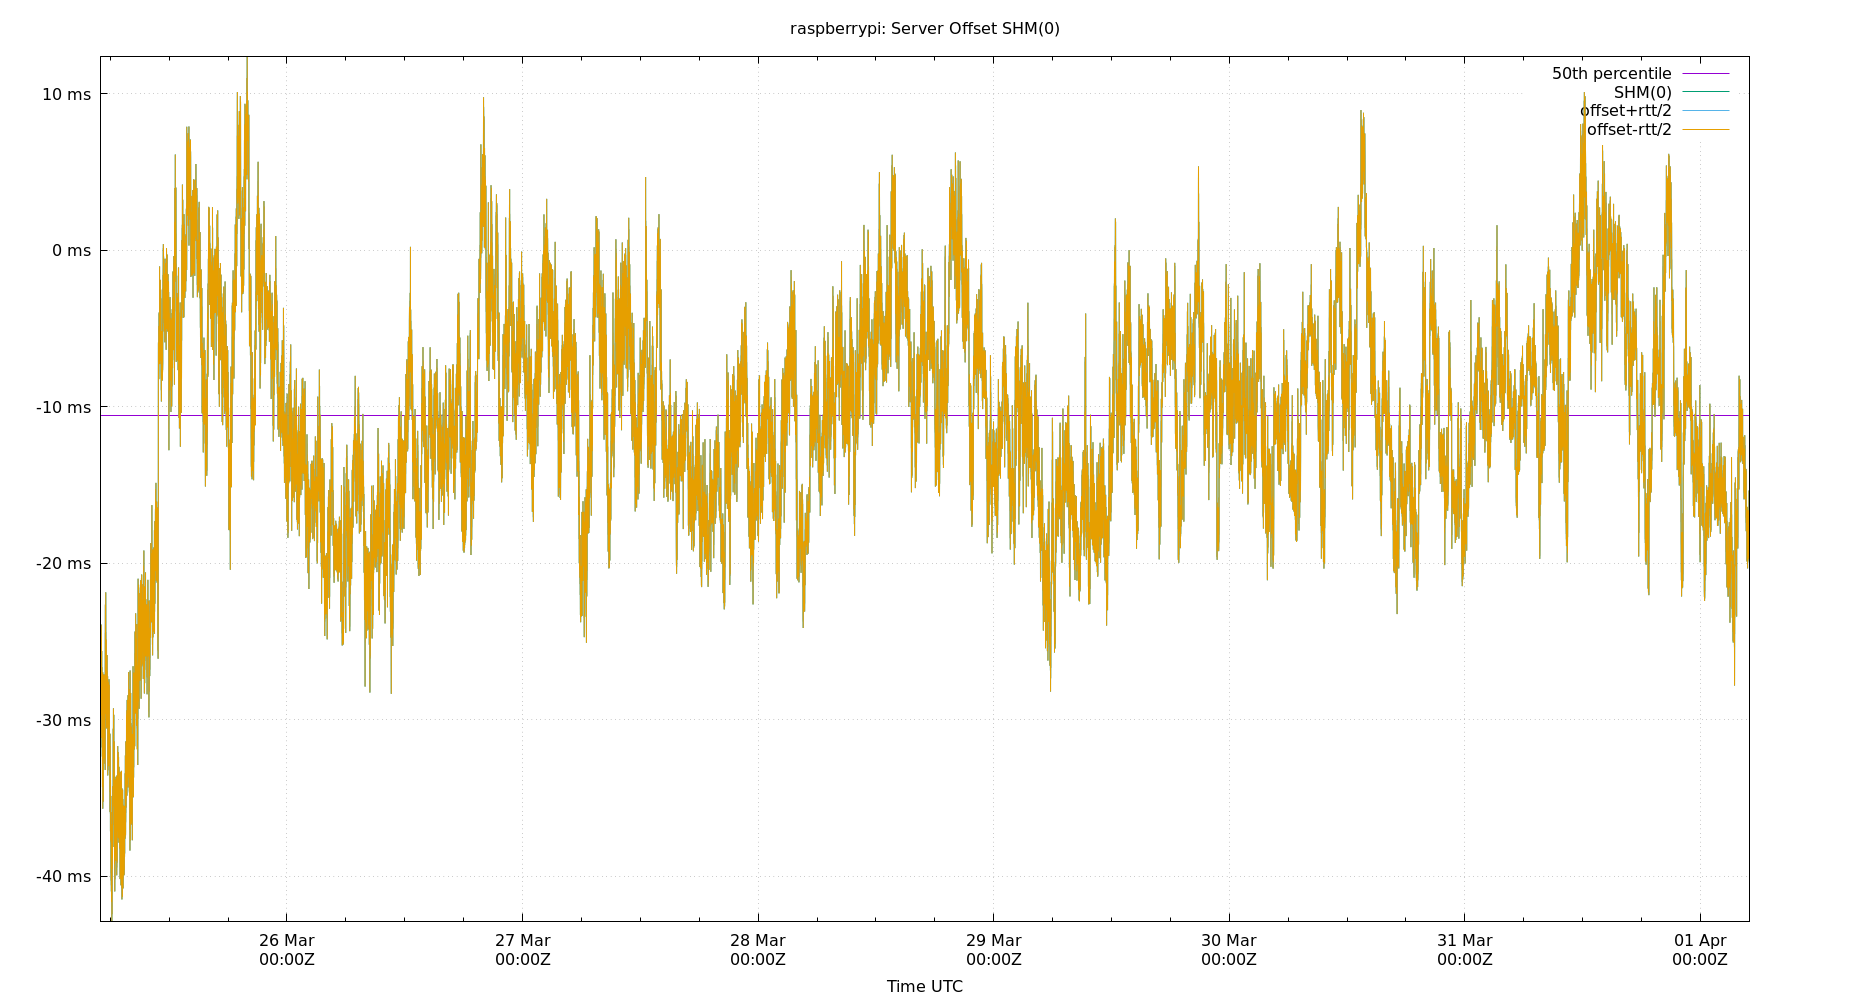 raspberrypi: Server Offset SHM(0)
50th percentile
SHM(0)
offset+rtt/2
offset-rtt/2
10 ms
0 ms
-10 ms
-20 ms
-30 ms
-40 ms
26 Mar 27 Mar 28 Mar 29 Mar 30 Mar 31 Mar 01 Apr
00:00Z 00:00Z 00:00Z 00:00Z 00:00Z 00:00Z 00:00Z
Time UTC